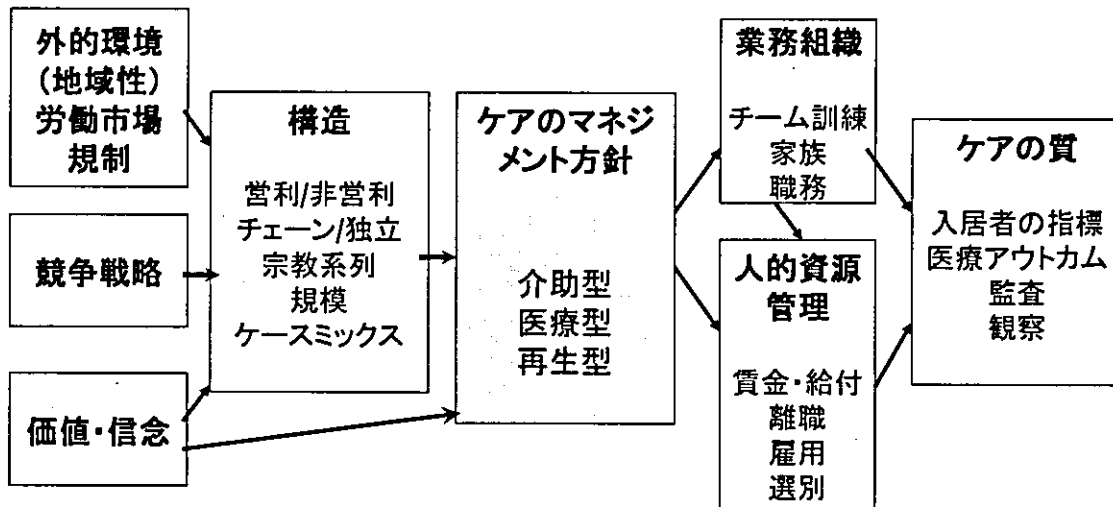 外的環境
(地域性)
労働市場
規制
競争戦略
価値・信念
構造
営利/非営利
チェーン/独立
宗教系列
規模
ケースミックス
ケアのマネジ
メント方針
介助型
医療型
再生型
業務組織
チーム訓練
家族
職務
人的資源
管理
賃金・給付
離職
雇用
選別
ケアの質
入居者の指標
医療アウトカム
監査
観察